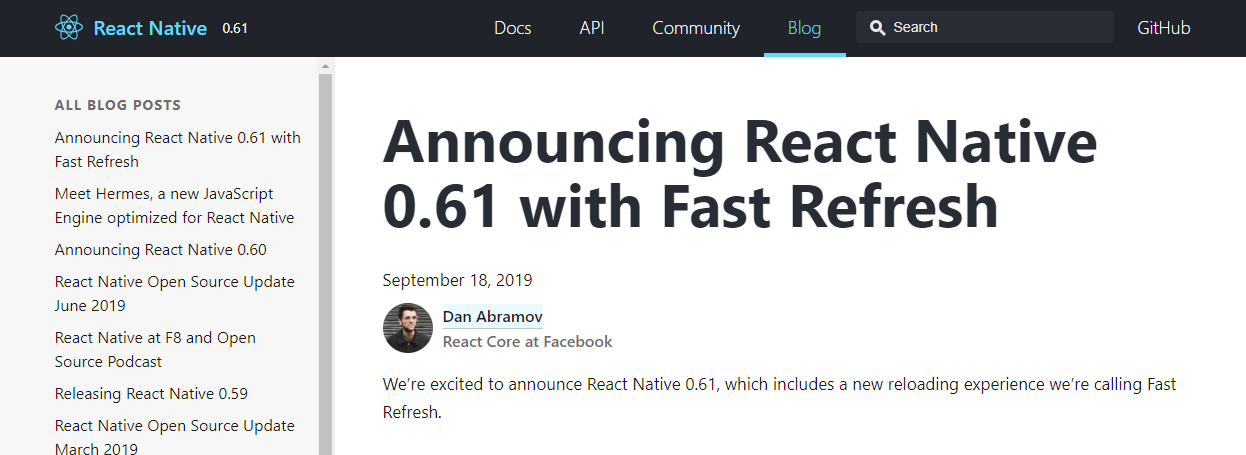 React Native 0.61 Docs API Community Blog Search GitHub
ALL BLOG POSTS
Announcing React Native 0.61 with
Fast Refresh
Meet Hermes, a new JavaScript
Engine optimized for React Native
Announcing React Native 0.60
React Native Open Source Update
June 2019
React Native at F8 and Open
Source Podcast
Releasing React Native 0.59
React Native Open Source Update
March 2019
Announcing React Native
0.61 with Fast Refresh
September 18, 2019
Dan Abramov
React Core at Facebook
We’re excited to announce React Native 0.61, which includes a new reloading experience we’re calling Fast
Refresh.